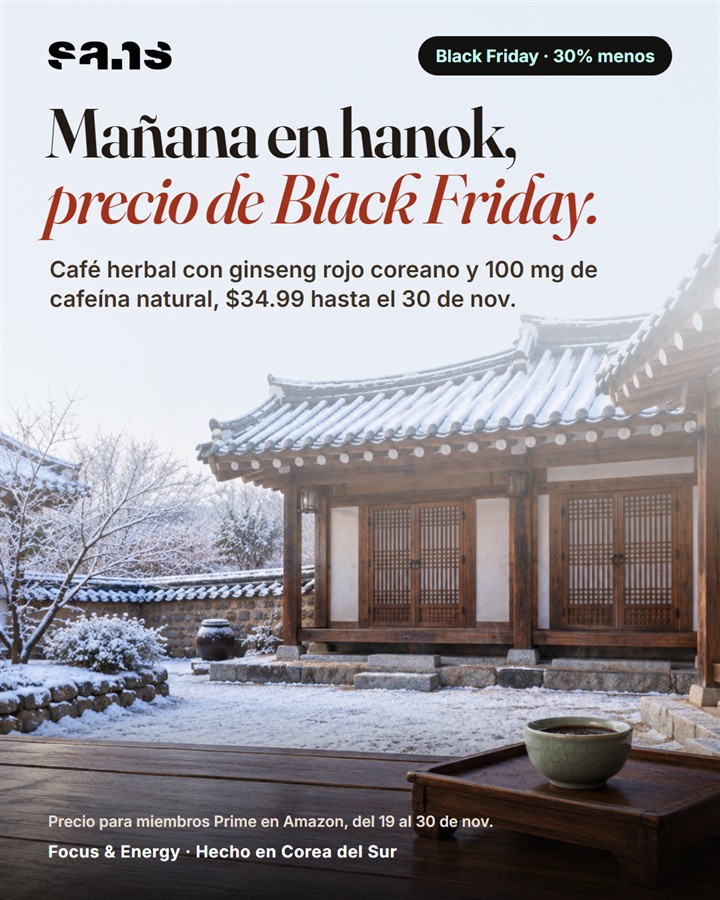 sans
Black Friday · 30% menos
Mañana en hanok,
precio de Black Friday.
Café herbal con ginseng rojo coreano y 100 mg de
cafeína natural, $34.99 hasta el 30 de nov.
Precio para miembros Prime en Amazon, del 19 al 30 de nov.
Focus & Energy · Hecho en Corea del Sur